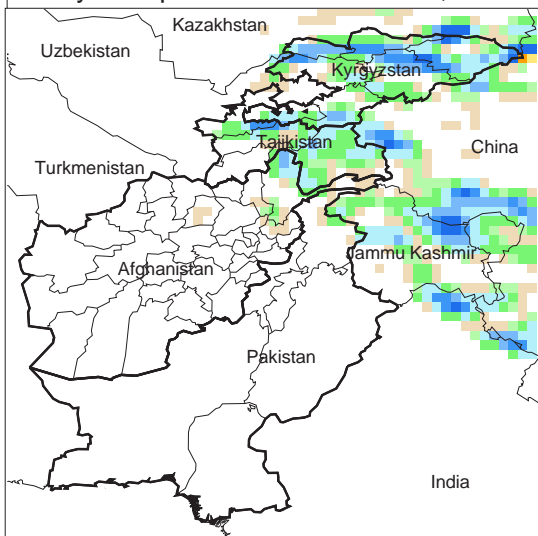 Kazakhstan
Uzbekistan
Kyrgyzstan
Tajikistan
China
Turkmenistan
Jammu Kashmir
Afghanistan
Pakistan
India